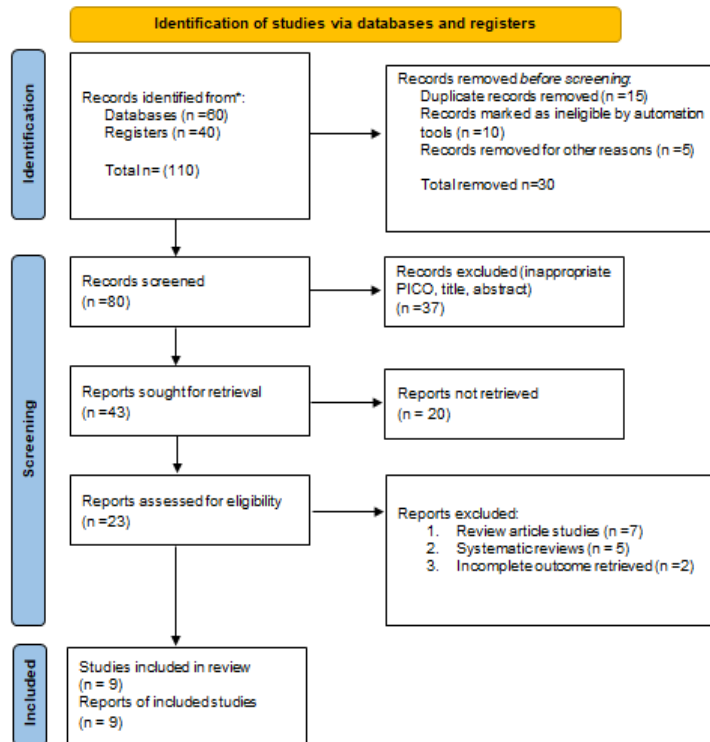 Identification of studies via databases and registers
Identification
Records identified from*:
Databases (n =60)
Registers (n =40)
Total n= (110)
Records removed before screening:
Duplicate records removed (n =15)
Records marked as ineligible by automation
tools (n =10)
Records removed for other reasons (n =5)
Total removed n=30
Screening
Records screened
(n =80)
Records excluded (inappropriate
PICO, title, abstract)
(n =37)
Reports sought for retrieval
(n =43)
Reports not retrieved
(n = 20)
Reports assessed for eligibility
(n =23)
Reports excluded:
1. Review article studies (n =7)
2. Systematic reviews (n = 5)
3. Incomplete outcome retrieved (n =2)
Included
Studies included in review
(n = 9)
Reports of included studies
(n = 9)